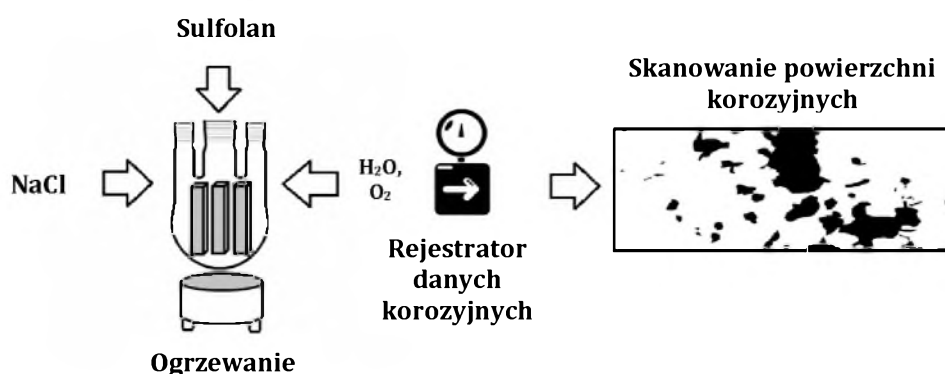 Sulfolan
NaCl
H₂O,
O₂
Rejestrator
danych
korozyjnych
Ogrzewanie
Skanowanie powierzchni
korozyjnych